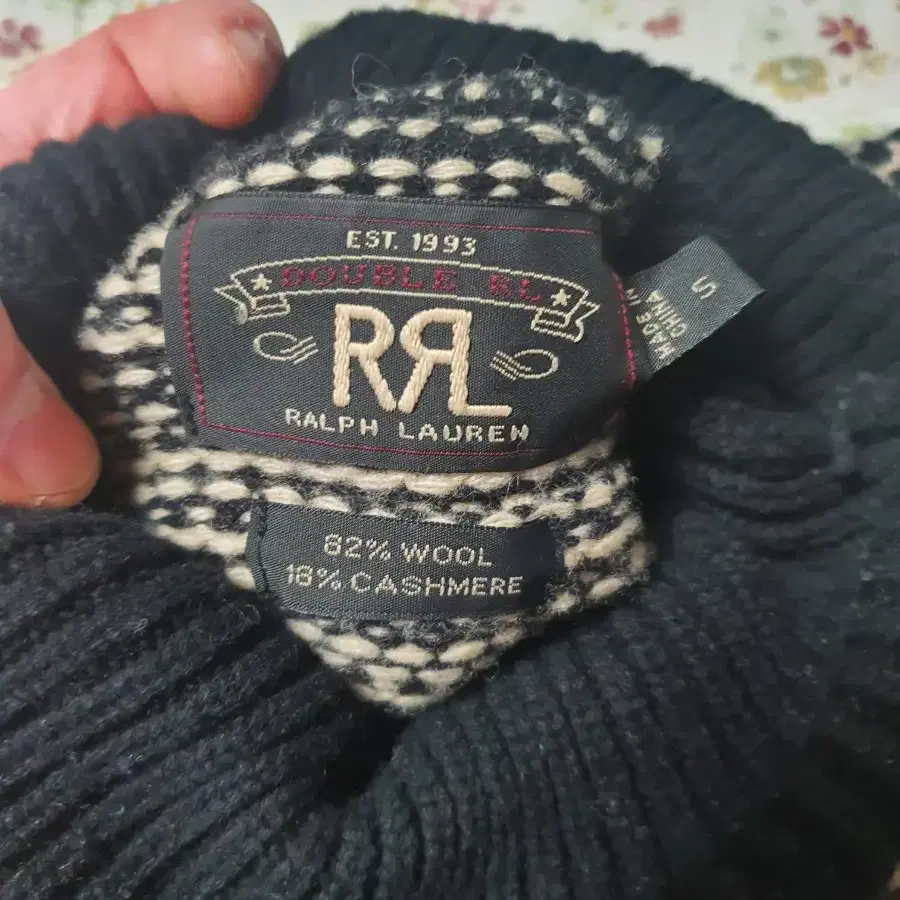 EST. 1993
DOUBLE RL
RRL
RALPH LAUREN
S
MADE IN
CHINA
82% WOOL
18% CASHMERE